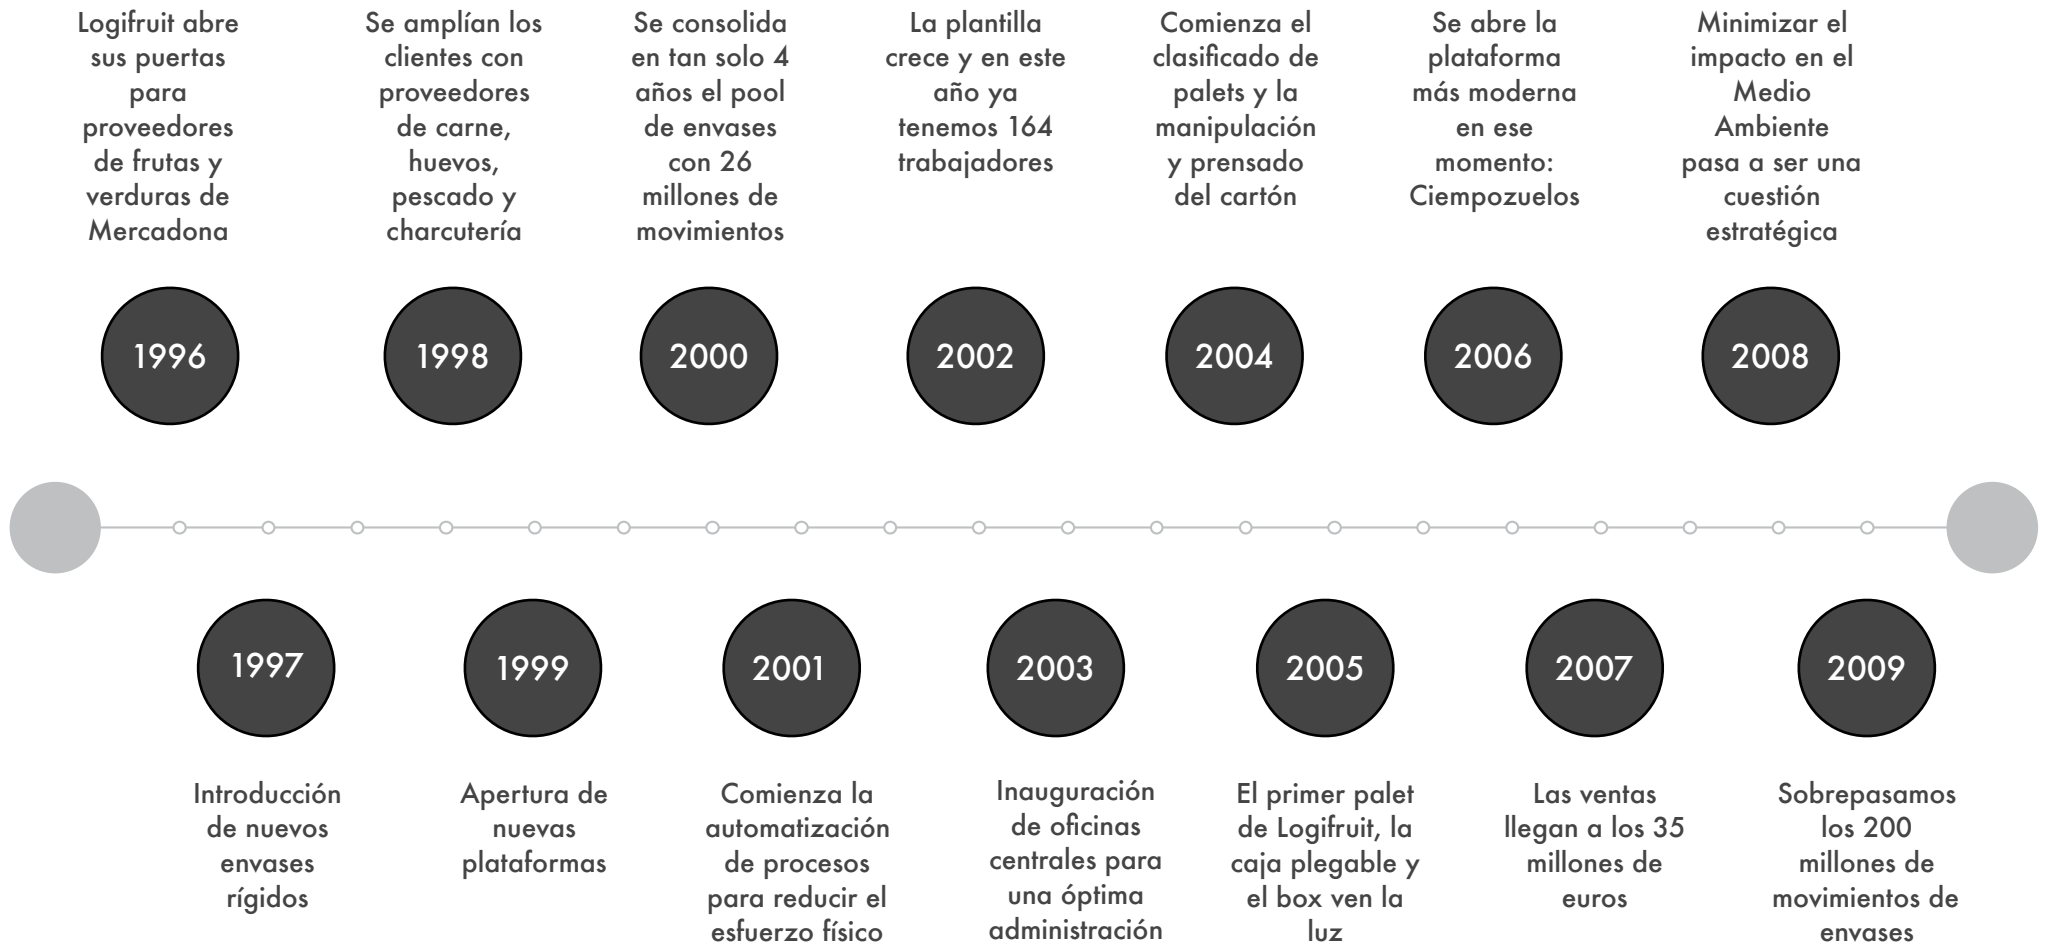 Logifruit abre
sus puertas
para
proveedores
de frutas y
verduras de
Mercadona
Se amplían los
clientes con
proveedores
de carne,
huevos,
pescado y
charcutería
Se consolida
en tan solo 4
años el pool
de envases
con 26
millones de
movimientos
La plantilla
crece y en este
año ya
tenemos 164
trabajadores
Comienza el
clasificado de
palets y la
manipulación
y prensado
del cartón
Se abre la
plataforma
más moderna
en ese
momento:
Ciempozuelos
Minimizar el
impacto en el
Medio
Ambiente
pasa a ser una
cuestión
estratégica
1996
1998
2000
2002
2004
2006
2008
1997
1999
2001
2003
2005
2007
2009
Introducción
de nuevos
envases
rígidos
Apertura de
nuevas
plataformas
Comienza la
automatización
de procesos
para reducir el
esfuerzo físico
Inauguración
de oficinas
centrales para
una óptima
administración
El primer palet
de Logifruit, la
caja plegable y
el box ven la
luz
Las ventas
llegan a los 35
millones de
euros
Sobrepasamos
los 200
millones de
movimientos de
envases